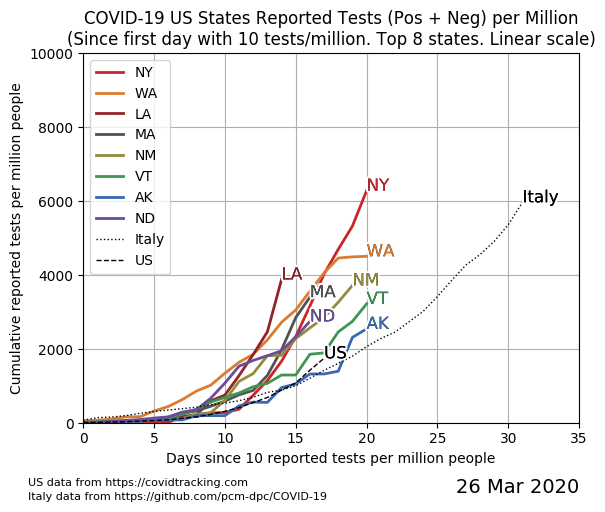 COVID-19 US States Reported Tests (Pos + Neg) per Million
(Since first day with 10 tests/million. Top 8 states. Linear scale)
Cumulative reported tests per million people
10000
8000
6000
4000
2000
0
NY
WA
LA
MA
NM
VT
AK
ND
Italy
US
NY
Italy
WA
LA
NM
MA
VT
ND
AK
US
0 5 10 15 20 25 30 35
Days since 10 reported tests per million people
US data from https://covidtracking.com
Italy data from https://github.com/pcm-dpc/COVID-19
26 Mar 2020